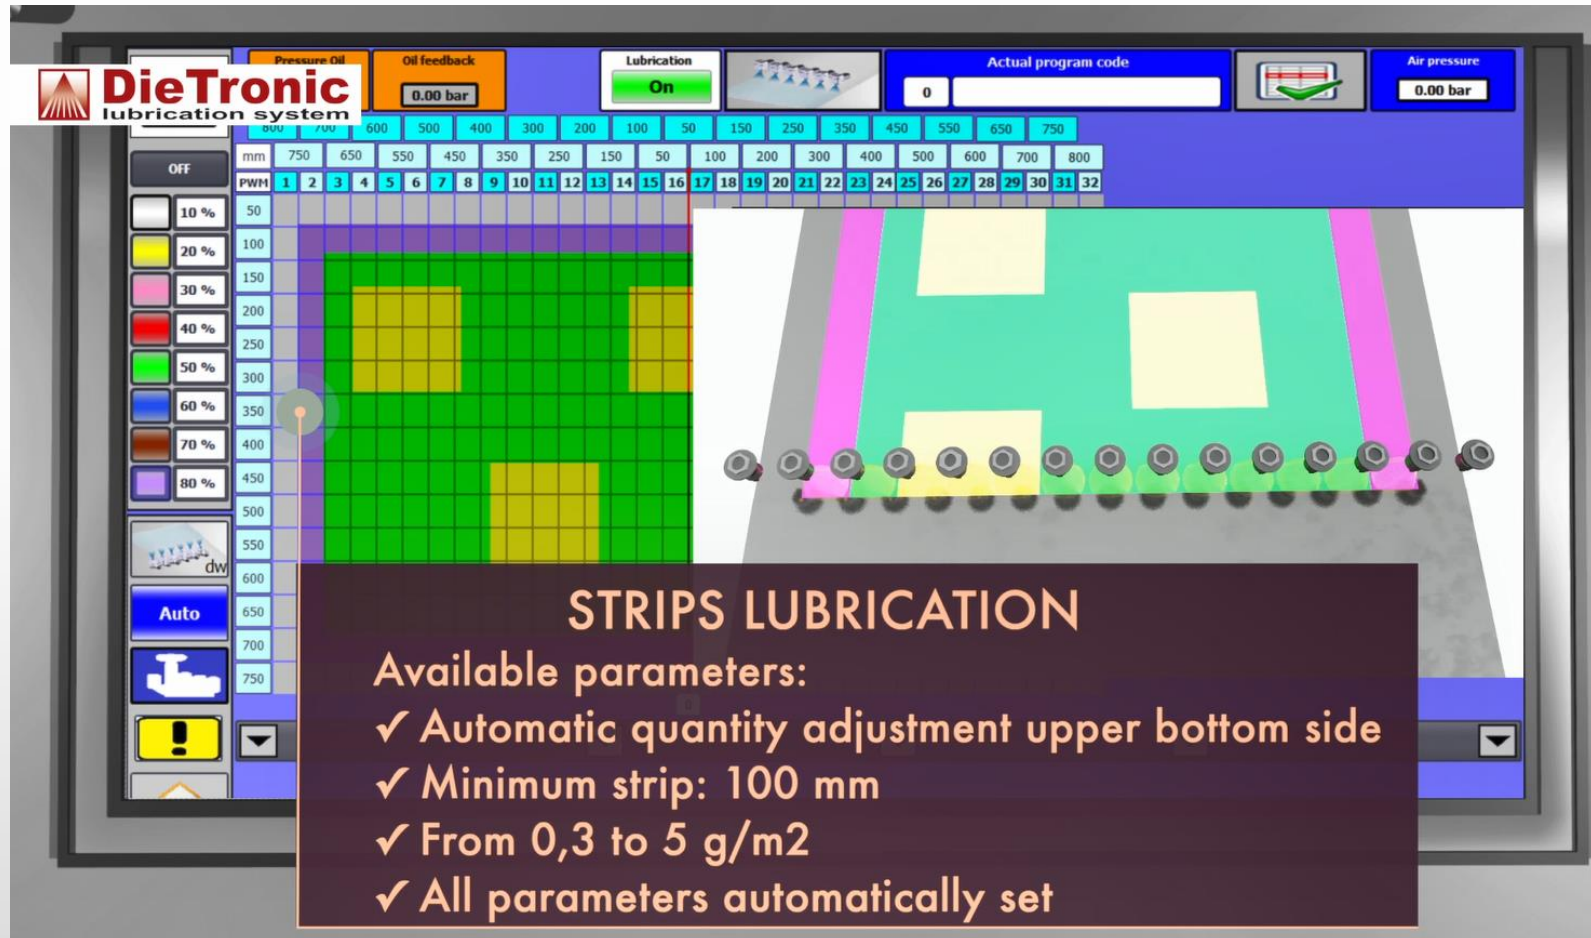 DieTronic
lubrication system
Pressure Oil
Oil feedback
0.00 bar
Lubrication
On
Actual program code
0
Air pressure
0.00 bar
800 700 600 500 400 300 200 100 50 150 250 350 450 550 650 750
mm 750 650 550 450 350 250 150 50 100 200 300 400 500 600 700 800
PWM 1 2 3 4 5 6 7 8 9 10 11 12 13 14 15 16 17 18 19 20 21 22 23 24 25 26 27 28 29 30 31 32
OFF
10 %
20 %
30 %
40 %
50 %
60 %
70 %
80 %
50
100
150
200
250
300
350
400
450
500
550
600
650
700
750
dw
Auto
!
STRIPS LUBRICATION
Available parameters:
✓ Automatic quantity adjustment upper bottom side
✓ Minimum strip: 100 mm
✓ From 0,3 to 5 g/m2
✓ All parameters automatically set